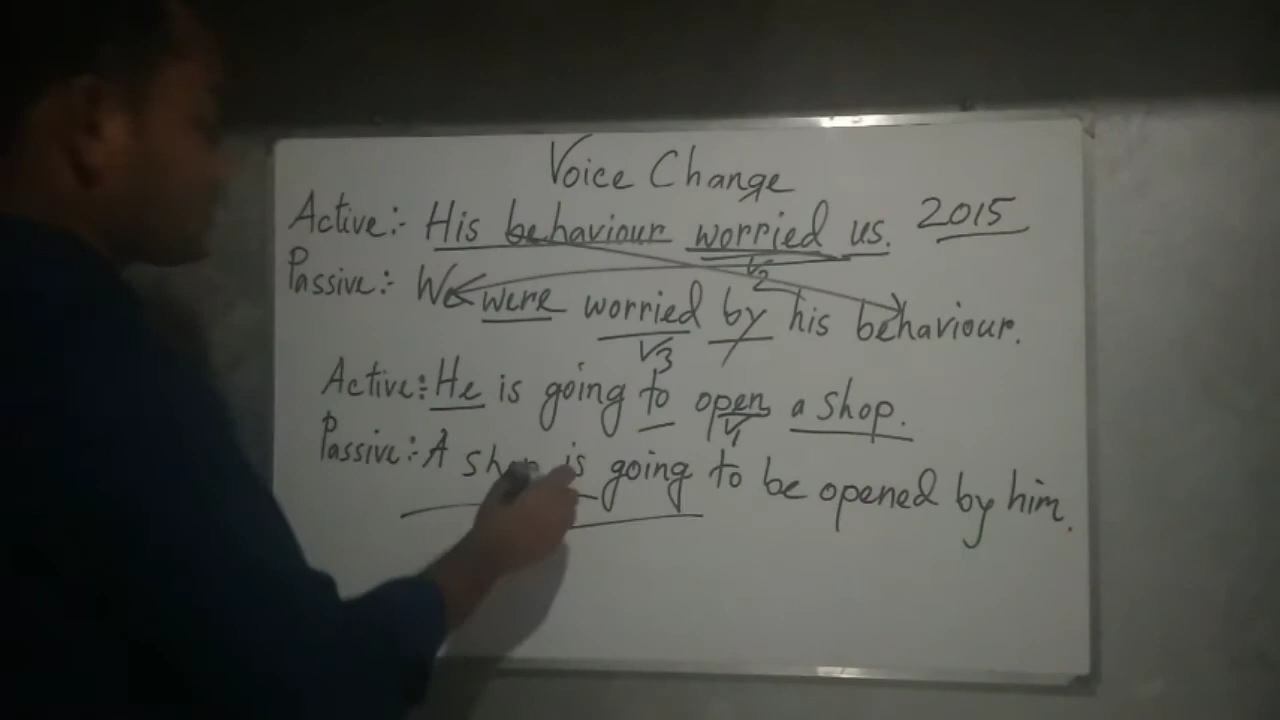 Voice Change
Active:- His behaviour worried us. 2015
V2
Passive:- We were worried by his behaviour.
V3
Active:- He is going to open a shop.
V1
Passive:- A shop is going to be opened by him.